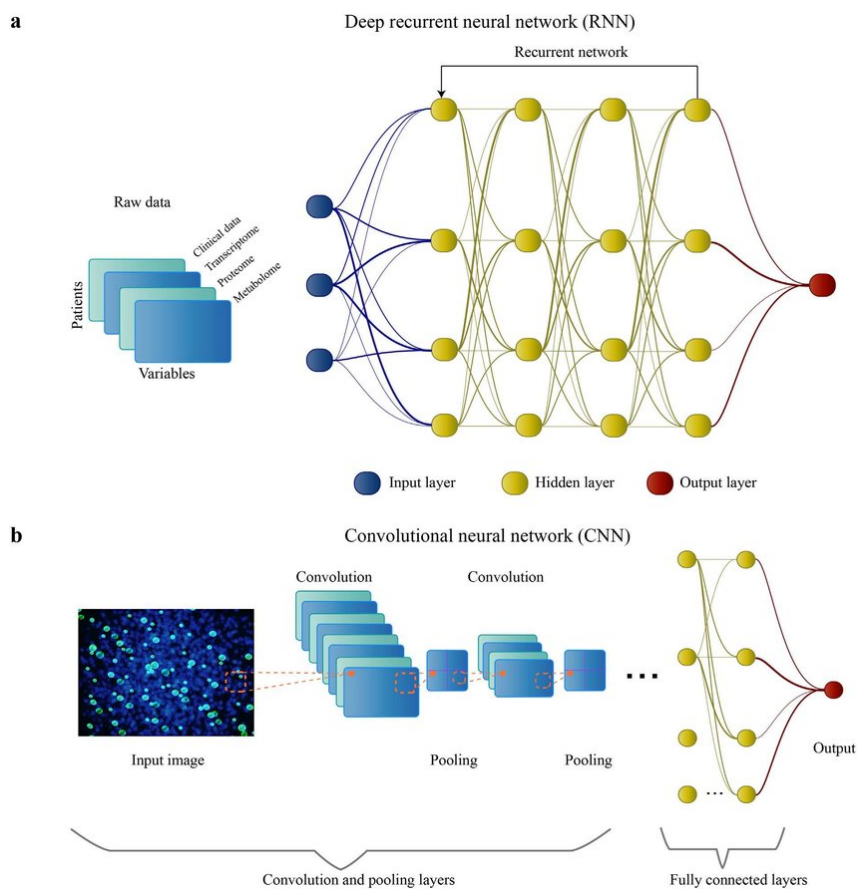 a
Deep recurrent neural network (RNN)
Recurrent network
Raw data
Clinical data
Transcriptome
Proteome
Metabolome
Patients
Variables
Input layer
Hidden layer
Output layer
b
Convolutional neural network (CNN)
Convolution
Convolution
...
Input image
Pooling
Pooling
Output
...
Convolution and pooling layers
Fully connected layers